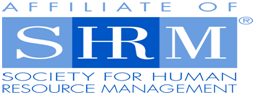 AFFILIATE OF
SHRM®
SOCIETY FOR HUMAN
RESOURCE MANAGEMENT